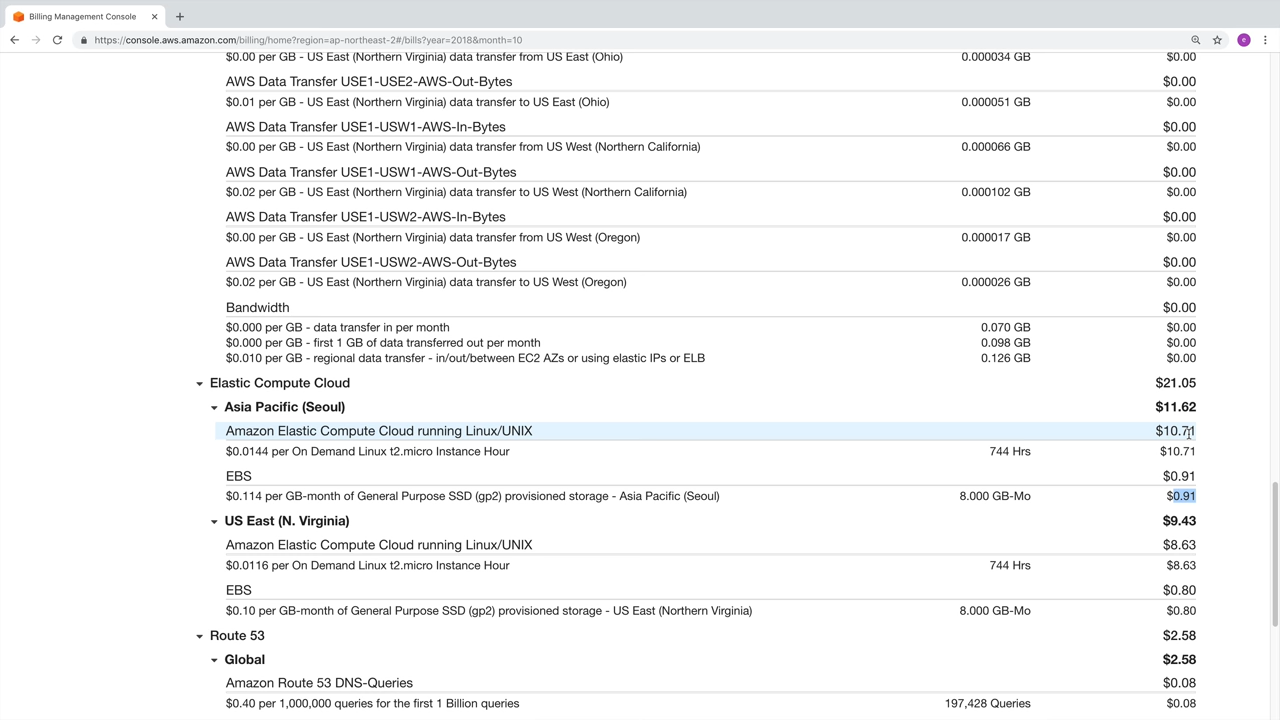 Billing Management Console
https://console.aws.amazon.com/billing/home?region=ap-northeast-2#/bills?year=2018&month=10
e
$0.00 per GB - US East (Northern Virginia) data transfer from US East (Ohio) 0.000034 GB $0.00
AWS Data Transfer USE1-USE2-AWS-Out-Bytes $0.00
$0.01 per GB - US East (Northern Virginia) data transfer to US East (Ohio) 0.000051 GB $0.00
AWS Data Transfer USE1-USW1-AWS-In-Bytes $0.00
$0.00 per GB - US East (Northern Virginia) data transfer from US West (Northern California) 0.000066 GB $0.00
AWS Data Transfer USE1-USW1-AWS-Out-Bytes $0.00
$0.02 per GB - US East (Northern Virginia) data transfer to US West (Northern California) 0.000102 GB $0.00
AWS Data Transfer USE1-USW2-AWS-In-Bytes $0.00
$0.00 per GB - US East (Northern Virginia) data transfer from US West (Oregon) 0.000017 GB $0.00
AWS Data Transfer USE1-USW2-AWS-Out-Bytes $0.00
$0.02 per GB - US East (Northern Virginia) data transfer to US West (Oregon) 0.000026 GB $0.00
Bandwidth $0.00
$0.000 per GB - data transfer in per month 0.070 GB $0.00
$0.000 per GB - first 1 GB of data transferred out per month 0.098 GB $0.00
$0.010 per GB - regional data transfer - in/out/between EC2 AZs or using elastic IPs or ELB 0.126 GB $0.00
Elastic Compute Cloud $21.05
Asia Pacific (Seoul) $11.62
Amazon Elastic Compute Cloud running Linux/UNIX $10.71
$0.0144 per On Demand Linux t2.micro Instance Hour 744 Hrs $10.71
EBS $0.91
$0.114 per GB-month of General Purpose SSD (gp2) provisioned storage - Asia Pacific (Seoul) 8.000 GB-Mo $0.91
US East (N. Virginia) $9.43
Amazon Elastic Compute Cloud running Linux/UNIX $8.63
$0.0116 per On Demand Linux t2.micro Instance Hour 744 Hrs $8.63
EBS $0.80
$0.10 per GB-month of General Purpose SSD (gp2) provisioned storage - US East (Northern Virginia) 8.000 GB-Mo $0.80
Route 53 $2.58
Global $2.58
Amazon Route 53 DNS-Queries $0.08
$0.40 per 1,000,000 queries for the first 1 Billion queries 197,428 Queries $0.08